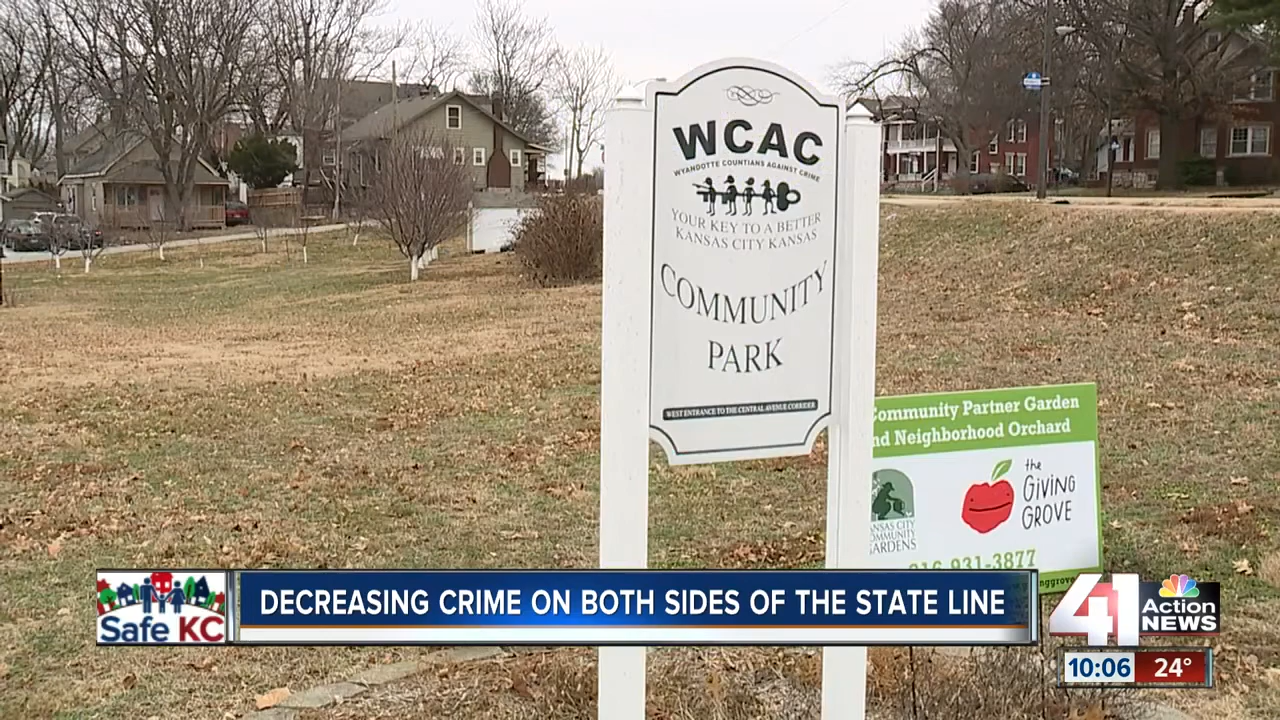 WCAC
WYANDOTTE COUNTIANS AGAINST CRIME
YOUR KEY TO A BETTER
KANSAS CITY KANSAS
COMMUNITY
PARK
WEST ENTRANCE TO THE CENTRAL AVENUE CORRIDER
Community Partner Garden
nd Neighborhood Orchard
the
GiViNG
GROVE
ANSAS CITY
OMMUNITY
GARDENS
816-931-3877
Safe KC
DECREASING CRIME ON BOTH SIDES OF THE STATE LINE
41
Action
NEWS
10:06
24°